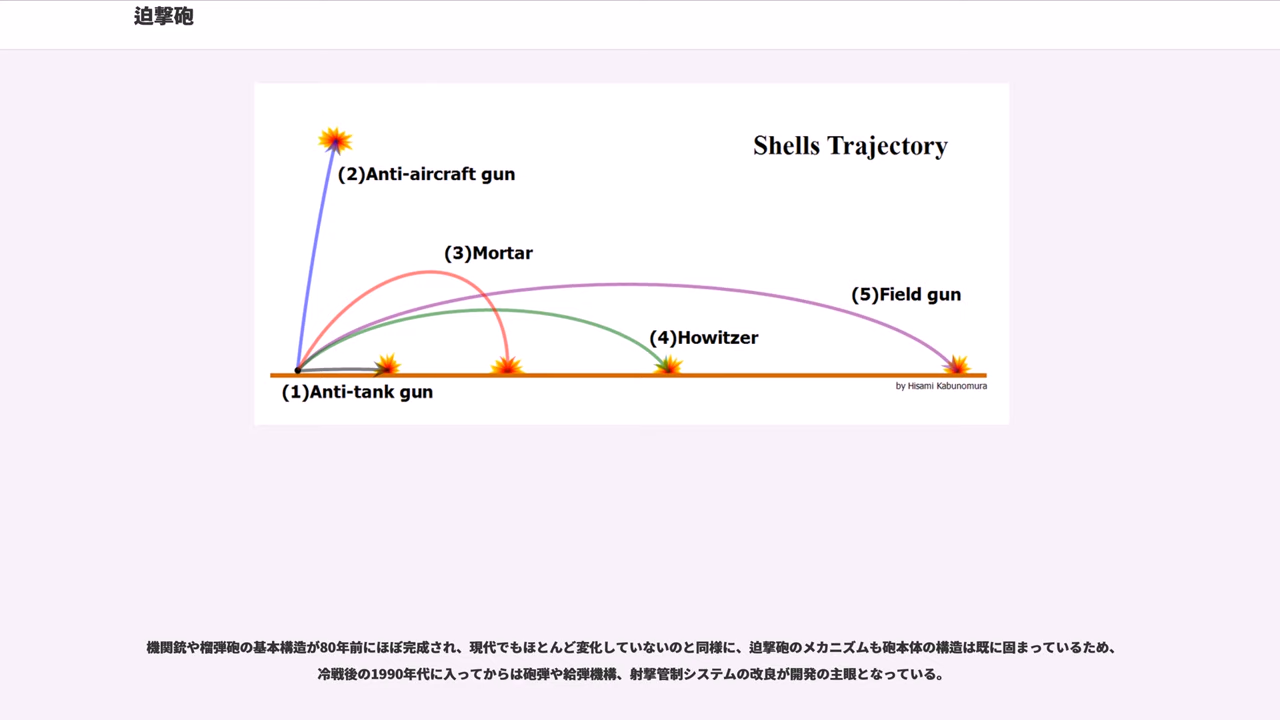 迫撃砲
Shells Trajectory
(2)Anti-aircraft gun
(3)Mortar
(5)Field gun
(4)Howitzer
(1)Anti-tank gun
by Hisami Kabunomura
機関銃や榴弾砲の基本構造が80年前にほぼ完成され、現代でもほとんど変化していないのと同様に、迫撃砲のメカニズムも砲本体の構造は既に固まっているため、
冷戦後の1990年代に入ってからは砲弾や給弾機構、射撃管制システムの改良が開発の主眼となっている。